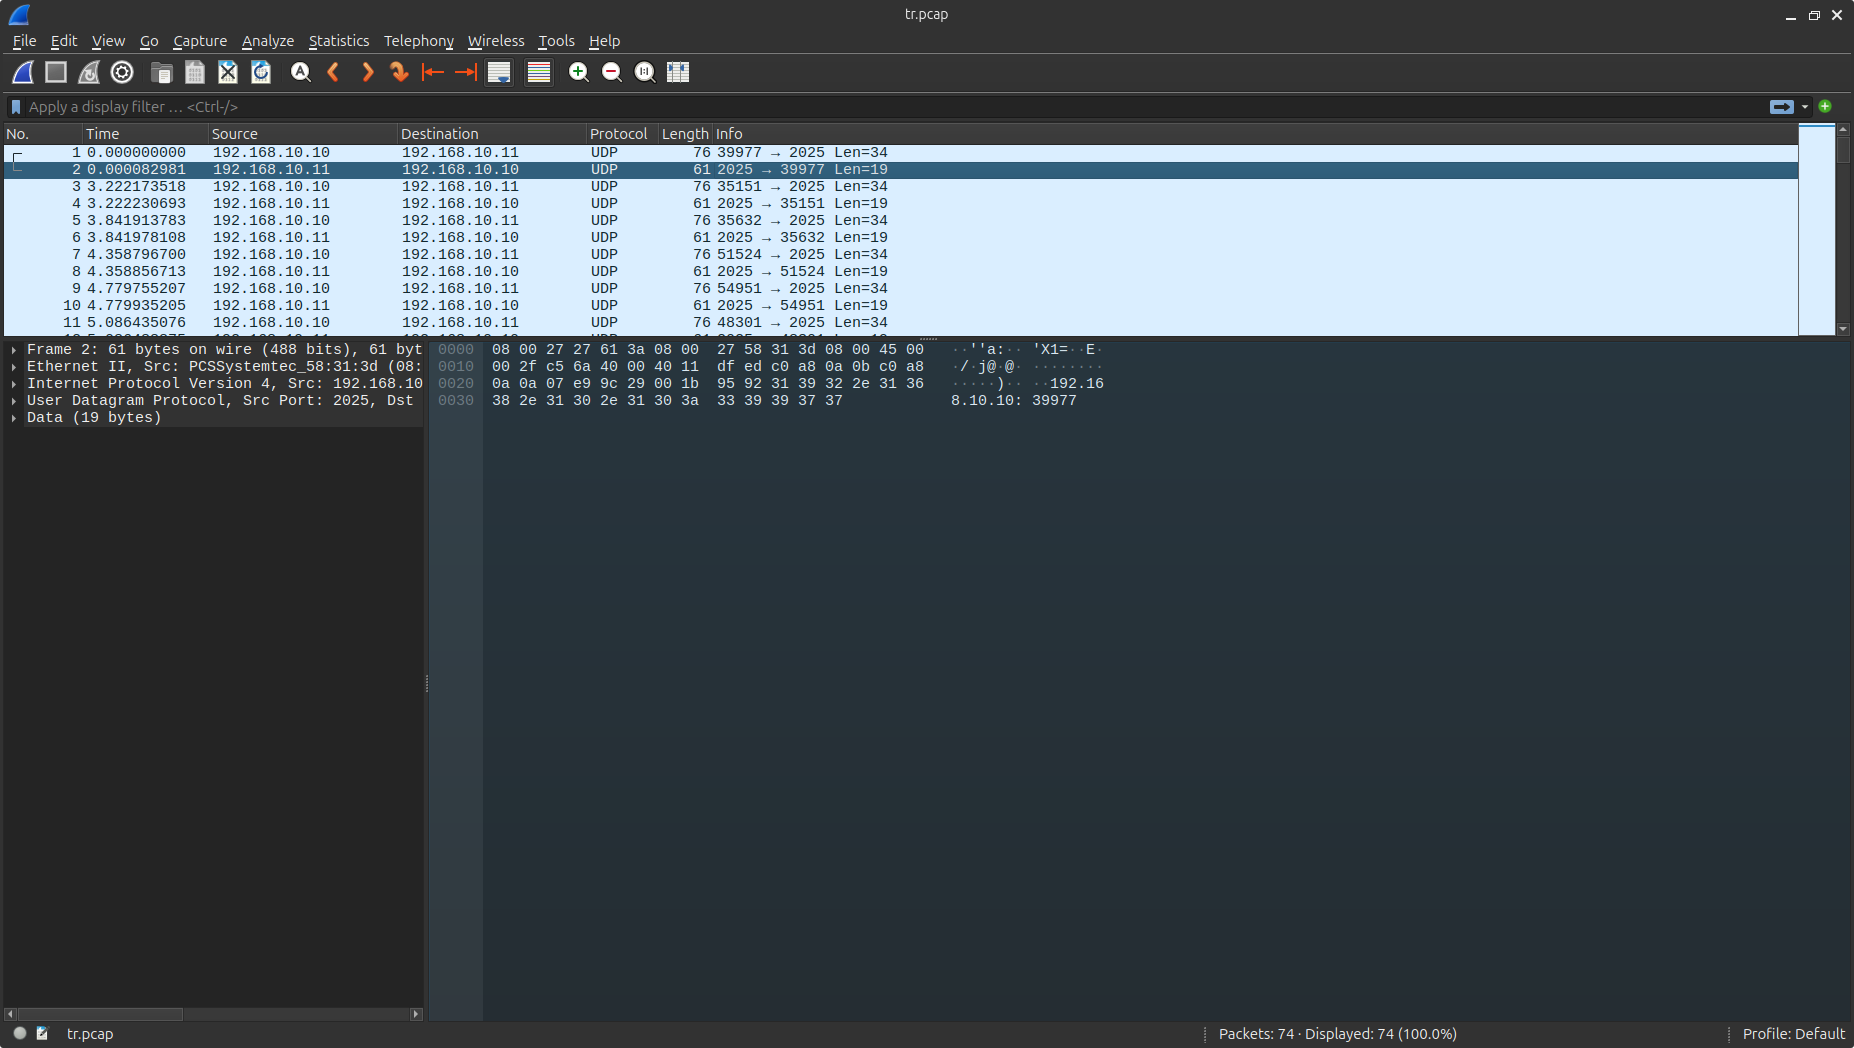 tr.pcap
File Edit View Go Capture Analyze Statistics Telephony Wireless Tools Help
Apply a display filter … <Ctrl-/>
No. Time Source Destination Protocol Length Info
1 0.000000000 192.168.10.10 192.168.10.11 UDP 76 39977 → 2025 Len=34
2 0.000082981 192.168.10.11 192.168.10.10 UDP 61 2025 → 39977 Len=19
3 3.222173518 192.168.10.10 192.168.10.11 UDP 76 35151 → 2025 Len=34
4 3.222230693 192.168.10.11 192.168.10.10 UDP 61 2025 → 35151 Len=19
5 3.841913783 192.168.10.10 192.168.10.11 UDP 76 35632 → 2025 Len=34
6 3.841978108 192.168.10.11 192.168.10.10 UDP 61 2025 → 35632 Len=19
7 4.358796700 192.168.10.10 192.168.10.11 UDP 76 51524 → 2025 Len=34
8 4.358856713 192.168.10.11 192.168.10.10 UDP 61 2025 → 51524 Len=19
9 4.779755207 192.168.10.10 192.168.10.11 UDP 76 54951 → 2025 Len=34
10 4.779935205 192.168.10.11 192.168.10.10 UDP 61 2025 → 54951 Len=19
11 5.086435076 192.168.10.10 192.168.10.11 UDP 76 48301 → 2025 Len=34
Frame 2: 61 bytes on wire (488 bits), 61 byt
Ethernet II, Src: PCSSystemtec_58:31:3d (08:
Internet Protocol Version 4, Src: 192.168.10
User Datagram Protocol, Src Port: 2025, Dst
Data (19 bytes)
0000 08 00 27 27 61 3a 08 00 27 58 31 3d 08 00 45 00 ··''a:·· 'X1=··E·
0010 00 2f c5 6a 40 00 40 11 df ed c0 a8 0a 0b c0 a8 ·/·j@·@· ········
0020 0a 0a 07 e9 9c 29 00 1b 95 92 31 39 32 2e 31 36 ·····)·· ··192.16
0030 38 2e 31 30 2e 31 30 3a 33 39 39 37 37 8.10.10: 39977
tr.pcap
Packets: 74 · Displayed: 74 (100.0%)
Profile: Default